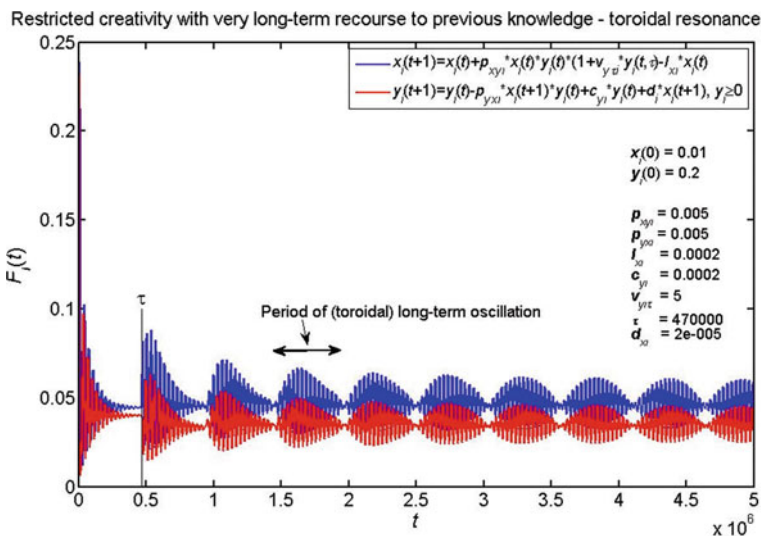 Restricted creativity with very long-term recourse to previous knowledge - toroidal resonance
x_i(t+1)=x_i(t)+p_xyi*x_i(t)*y_i(t)*(1+v_yτi*y_i(t,τ)-l_xi*x_i(t)
y_i(t+1)=y_i(t)-p_yxi*x_i(t+1)*y_i(t)+c_yi*y_i(t)+d_i*x_i(t+1), y_i≥0
x_i(0) = 0.01
y_i(0) = 0.2
p_xyi = 0.005
p_yxi = 0.005
l_xi = 0.0002
c_yi = 0.0002
v_yiτ = 5
τ = 470000
d_xi = 2e-005
τ
Period of (toroidal) long-term oscillation
F_i(t)
0.25
0.2
0.15
0.1
0.05
0
0 0.5 1 1.5 2 2.5 3 3.5 4 4.5 5
x 10^6
t